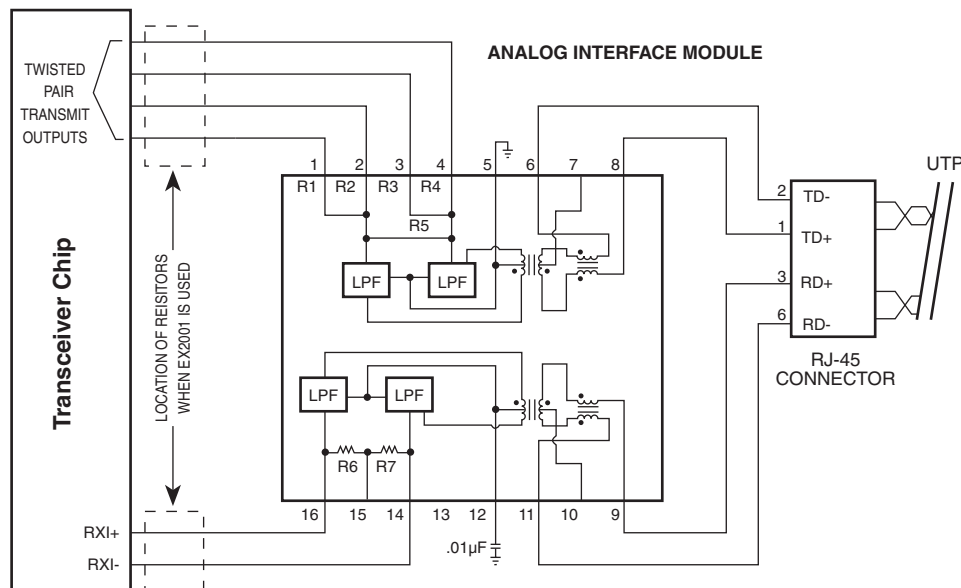 ANALOG INTERFACE MODULE
TWISTED
PAIR
TRANSMIT
OUTPUTS
Transceiver Chip
LOCATION OF REISITORS
WHEN EX2001 IS USED
1 2 3 4 5 6 7 8
R1 R2 R3 R4
R5
LPF LPF
LPF LPF
R6 R7
16 15 14 13 12 11 10 9
.01µF
RXI+
RXI-
UTP
2 TD-
1 TD+
3 RD+
6 RD-
RJ-45
CONNECTOR